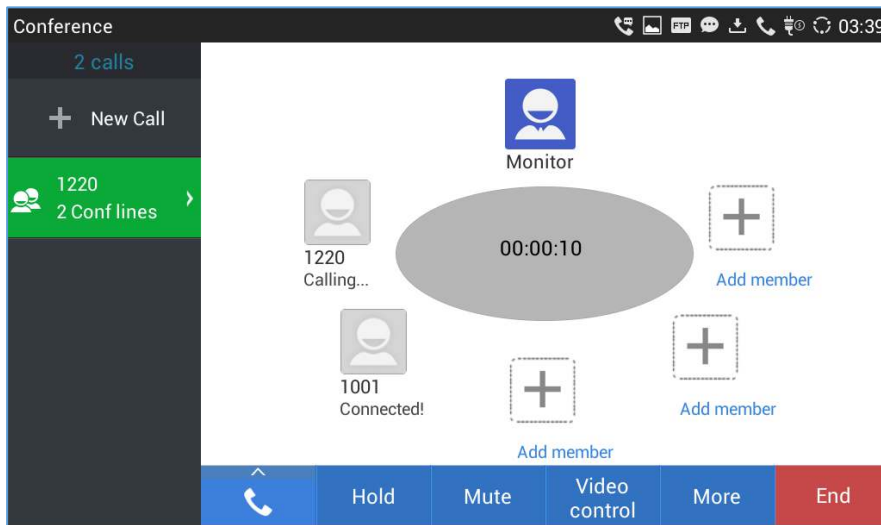 Conference
FTP
03:39
2 calls
New Call
1220
2 Conf lines
Monitor
1220
Calling...
00:00:10
Add member
1001
Connected!
Add member
Add member
Hold
Mute
Video
control
More
End